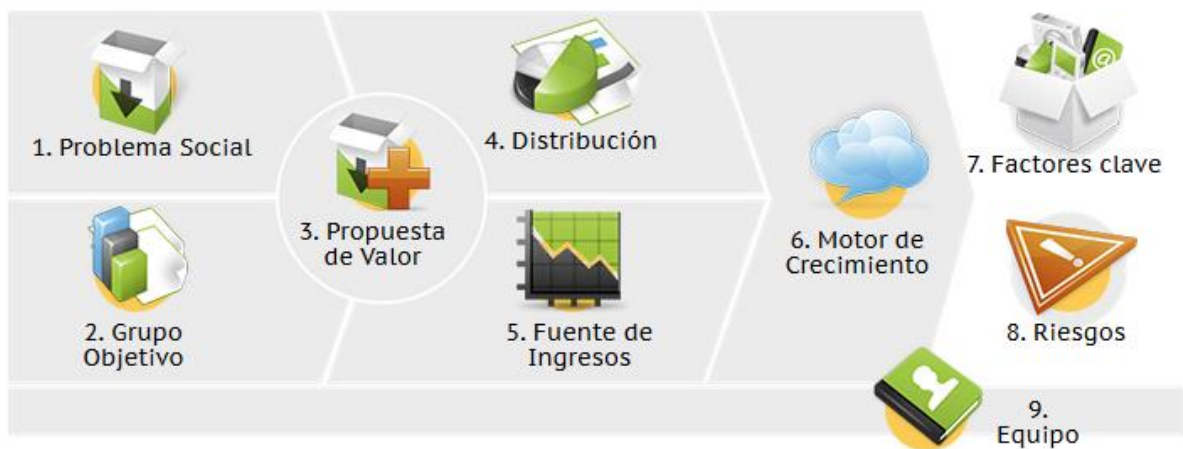 1. Problema Social
2. Grupo
Objetivo
3. Propuesta
de Valor
4. Distribución
5. Fuente de
Ingresos
6. Motor de
Crecimiento
7. Factores clave
@
8. Riesgos
!
9.
Equipo